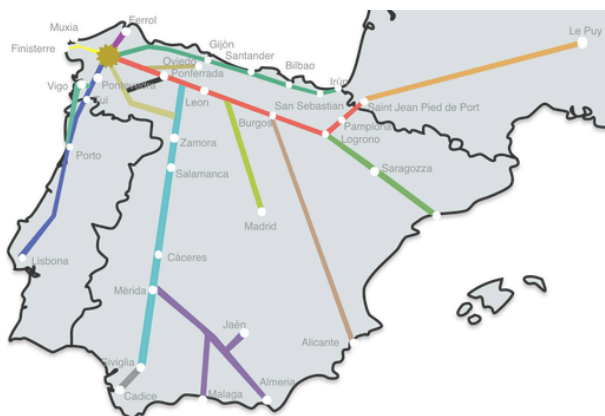 Ferrol
Muxia
Le Puy
Finisterre
Gijòn
Oviedo
Santander
Ponferrada
Bilbao
Irùn
Vigo
Pontevedra
Leon
San Sebastian
Saint Jean Pied de Port
Tui
Burgos
Pamplona
Logrono
Zamora
Porto
Saragozza
Salamanca
Madrid
Càceres
Lisbona
Mèrida
Jaén
Alicante
Siviglia
Almeria
Cadice
Malaga